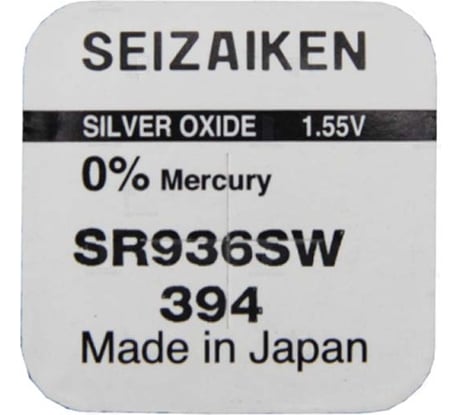 SEIZAIKEN
SILVER OXIDE 1.55V
0% Mercury
SR936SW
394
Made in Japan